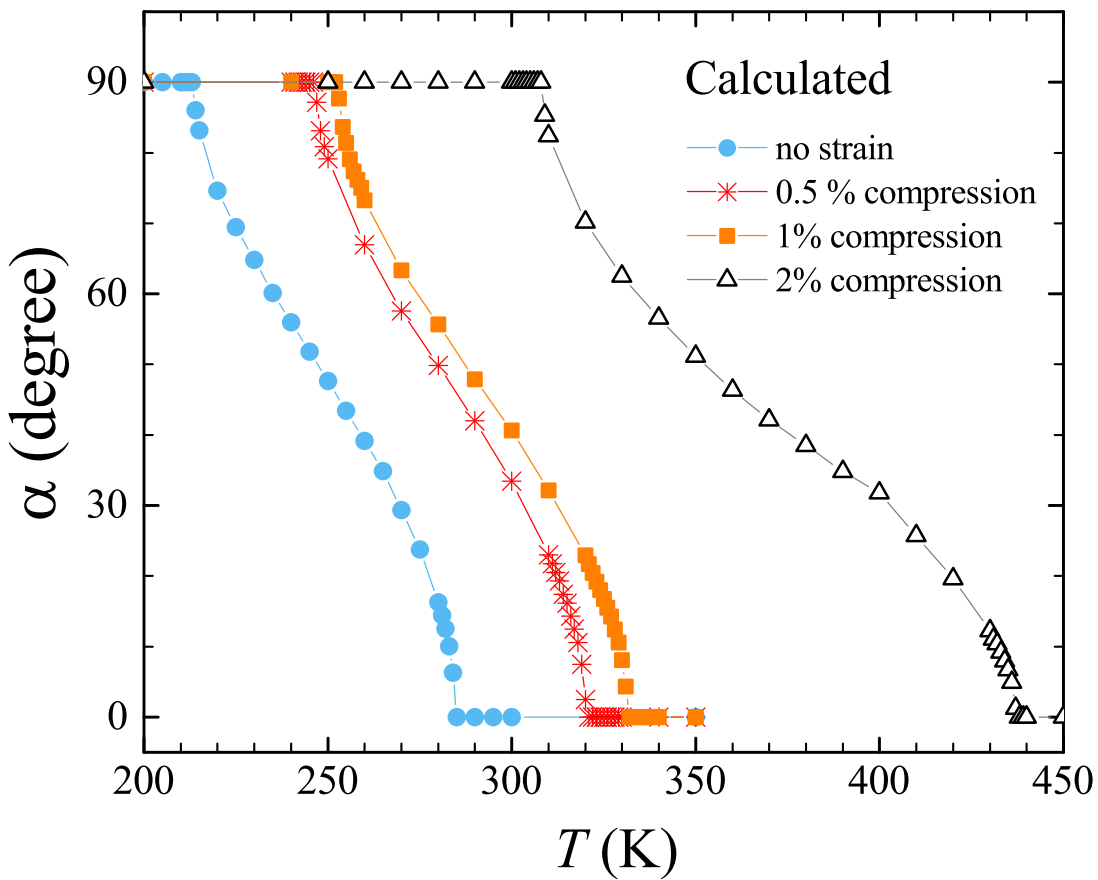 90
60
30
0
α (degree)
Calculated
no strain
0.5 % compression
1% compression
2% compression
200 250 300 350 400 450
T (K)